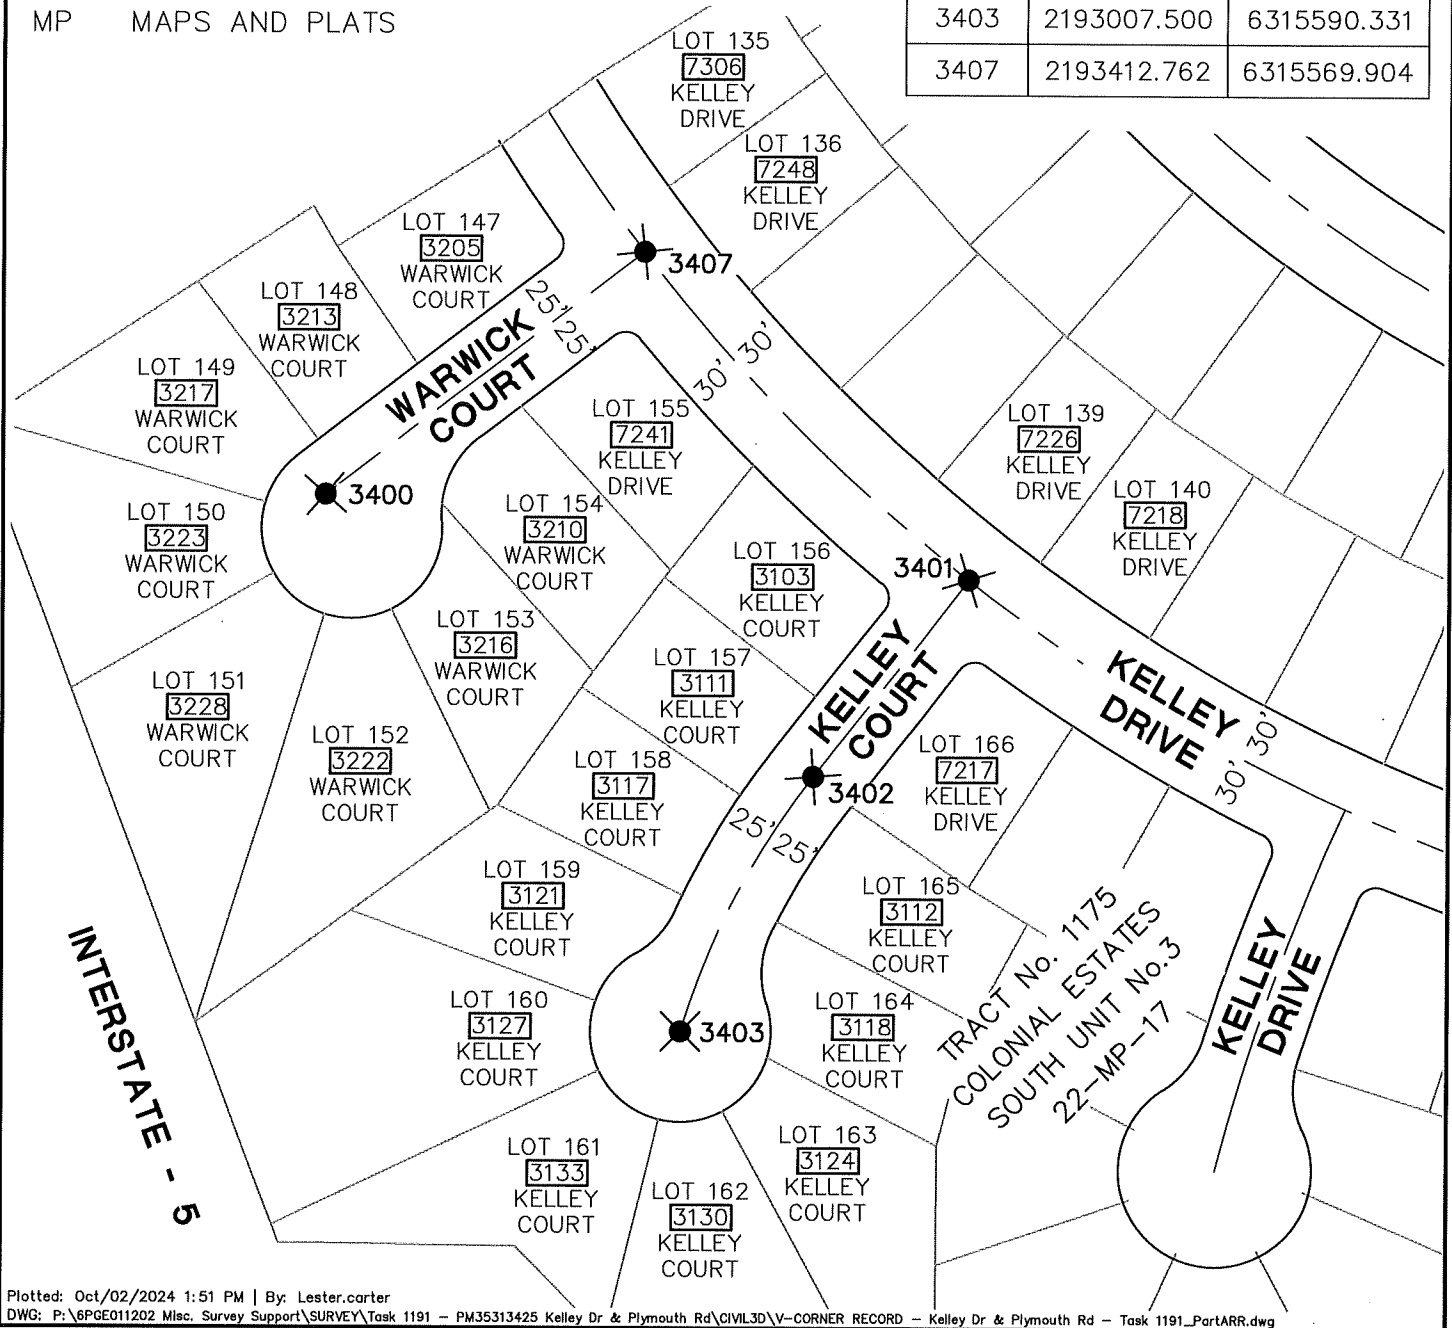 MP MAPS AND PLATS
3403 2193007.500 6315590.331
3407 2193412.762 6315569.904
LOT 135
7306
KELLEY
DRIVE
LOT 136
7248
KELLEY
DRIVE
LOT 147
3205
WARWICK
COURT
3407
LOT 148
3213
WARWICK
COURT
25' 25'
WARWICK
COURT
30' 30'
LOT 149
3217
WARWICK
COURT
LOT 155
7241
KELLEY
DRIVE
LOT 139
7226
KELLEY
DRIVE
3400
LOT 150
3223
WARWICK
COURT
LOT 154
3210
WARWICK
COURT
LOT 140
7218
KELLEY
DRIVE
LOT 156
3103
KELLEY
COURT
3401
LOT 153
3216
WARWICK
COURT
LOT 157
3111
KELLEY
COURT
KELLEY
COURT
KELLEY
DRIVE
LOT 151
3228
WARWICK
COURT
LOT 152
3222
WARWICK
COURT
LOT 158
3117
KELLEY
COURT
3402
LOT 166
7217
KELLEY
DRIVE
30' 30'
25' 25'
LOT 159
3121
KELLEY
COURT
LOT 165
3112
KELLEY
COURT
TRACT No. 1175
COLONIAL ESTATES
SOUTH UNIT No.3
22-MP-17
KELLEY
DRIVE
INTERSTATE - 5
LOT 160
3127
KELLEY
COURT
3403
LOT 164
3118
KELLEY
COURT
LOT 161
3133
KELLEY
COURT
LOT 162
3130
KELLEY
COURT
LOT 163
3124
KELLEY
COURT
Plotted: Oct/02/2024 1:51 PM | By: Lester.carter
DWG: P:\6PGE011202 Misc. Survey Support\SURVEY\Task 1191 - PM35313425 Kelley Dr & Plymouth Rd\CIVIL3D\V-CORNER RECORD - Kelley Dr & Plymouth Rd - Task 1191_PartARR.dwg